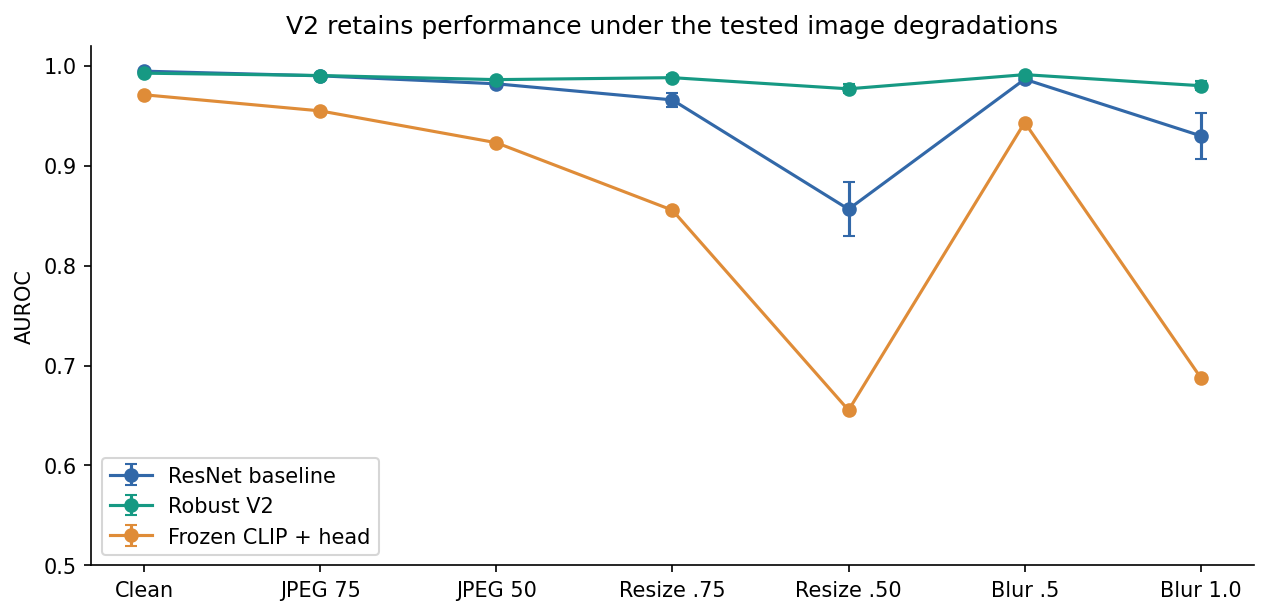 V2 retains performance under the tested image degradations
AUROC
1.0
0.9
0.8
0.7
0.6
0.5
ResNet baseline
Robust V2
Frozen CLIP + head
Clean
JPEG 75
JPEG 50
Resize .75
Resize .50
Blur .5
Blur 1.0